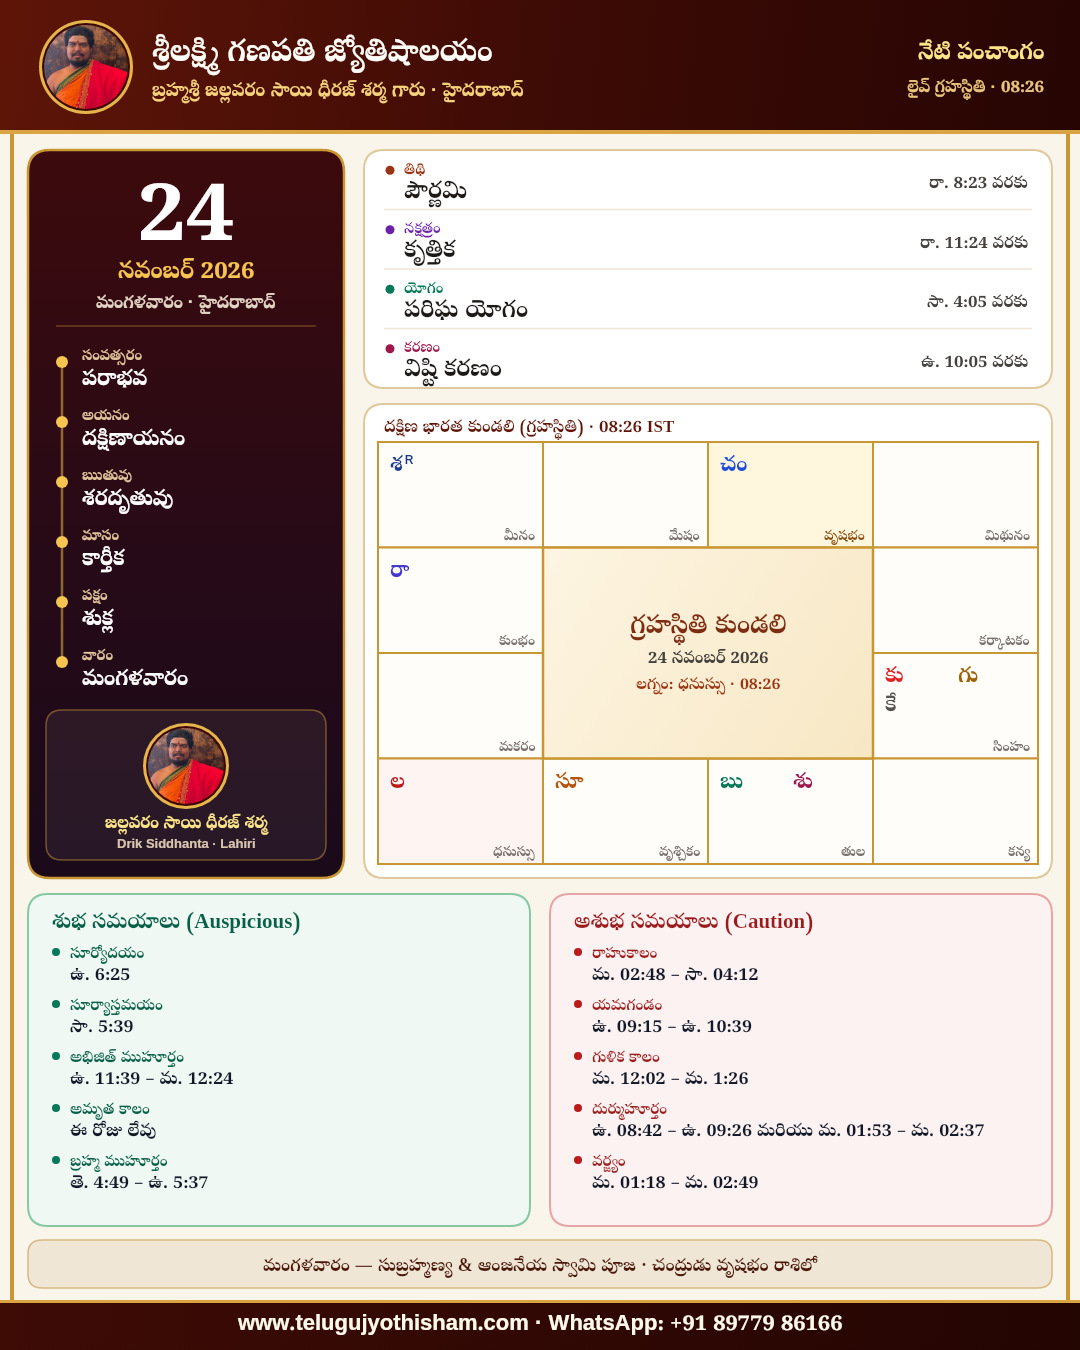 శ్రీలక్ష్మి గణపతి జ్యోతిషాలయం
బ్రహ్మశ్రీ జల్లవరం సాయి ధీరజ్ శర్మ గారు · హైదరాబాద్
నేటి పంచాంగం
లైవ్ గ్రహస్థితి · 08:26
24
నవంబర్ 2026
మంగళవారం · హైదరాబాద్
సంవత్సరం
పరాభవ
అయనం
దక్షిణాయనం
ఋతువు
శరదృతువు
మాసం
కార్తీక
పక్షం
శుక్ల
వారం
మంగళవారం
జల్లవరం సాయి ధీరజ్ శర్మ
Drik Siddhanta · Lahiri
తిథి
పౌర్ణమి
రా. 8:23 వరకు
నక్షత్రం
కృత్తిక
రా. 11:24 వరకు
యోగం
పరిఘ యోగం
సా. 4:05 వరకు
కరణం
విష్టి కరణం
ఉ. 10:05 వరకు
దక్షిణ భారత కుండలి (గ్రహస్థితి) · 08:26 IST
శR చం
మీనం మేషం వృషభం మిథునం
రా
కుంభం కర్కాటకం
గ్రహస్థితి కుండలి
24 నవంబర్ 2026
లగ్నం: ధనుస్సు · 08:26
కు గు
కే
మకరం సింహం
ల సూ బు శు
ధనుస్సు వృశ్చికం తుల కన్య
శుభ సమయాలు (Auspicious)
సూర్యోదయం
ఉ. 6:25
సూర్యాస్తమయం
సా. 5:39
అభిజిత్ ముహూర్తం
ఉ. 11:39 – మ. 12:24
అమృత కాలం
ఈ రోజు లేవు
బ్రహ్మ ముహూర్తం
తె. 4:49 – ఉ. 5:37
అశుభ సమయాలు (Caution)
రాహుకాలం
మ. 02:48 – సా. 04:12
యమగండం
ఉ. 09:15 – ఉ. 10:39
గుళిక కాలం
మ. 12:02 – మ. 1:26
దుర్ముహూర్తం
ఉ. 08:42 – ఉ. 09:26 మరియు మ. 01:53 – మ. 02:37
వర్జ్యం
మ. 01:18 – మ. 02:49
మంగళవారం — సుబ్రహ్మణ్య & ఆంజనేయ స్వామి పూజ · చంద్రుడు వృషభం రాశిలో
www.telugujyothisham.com · WhatsApp: +91 89779 86166